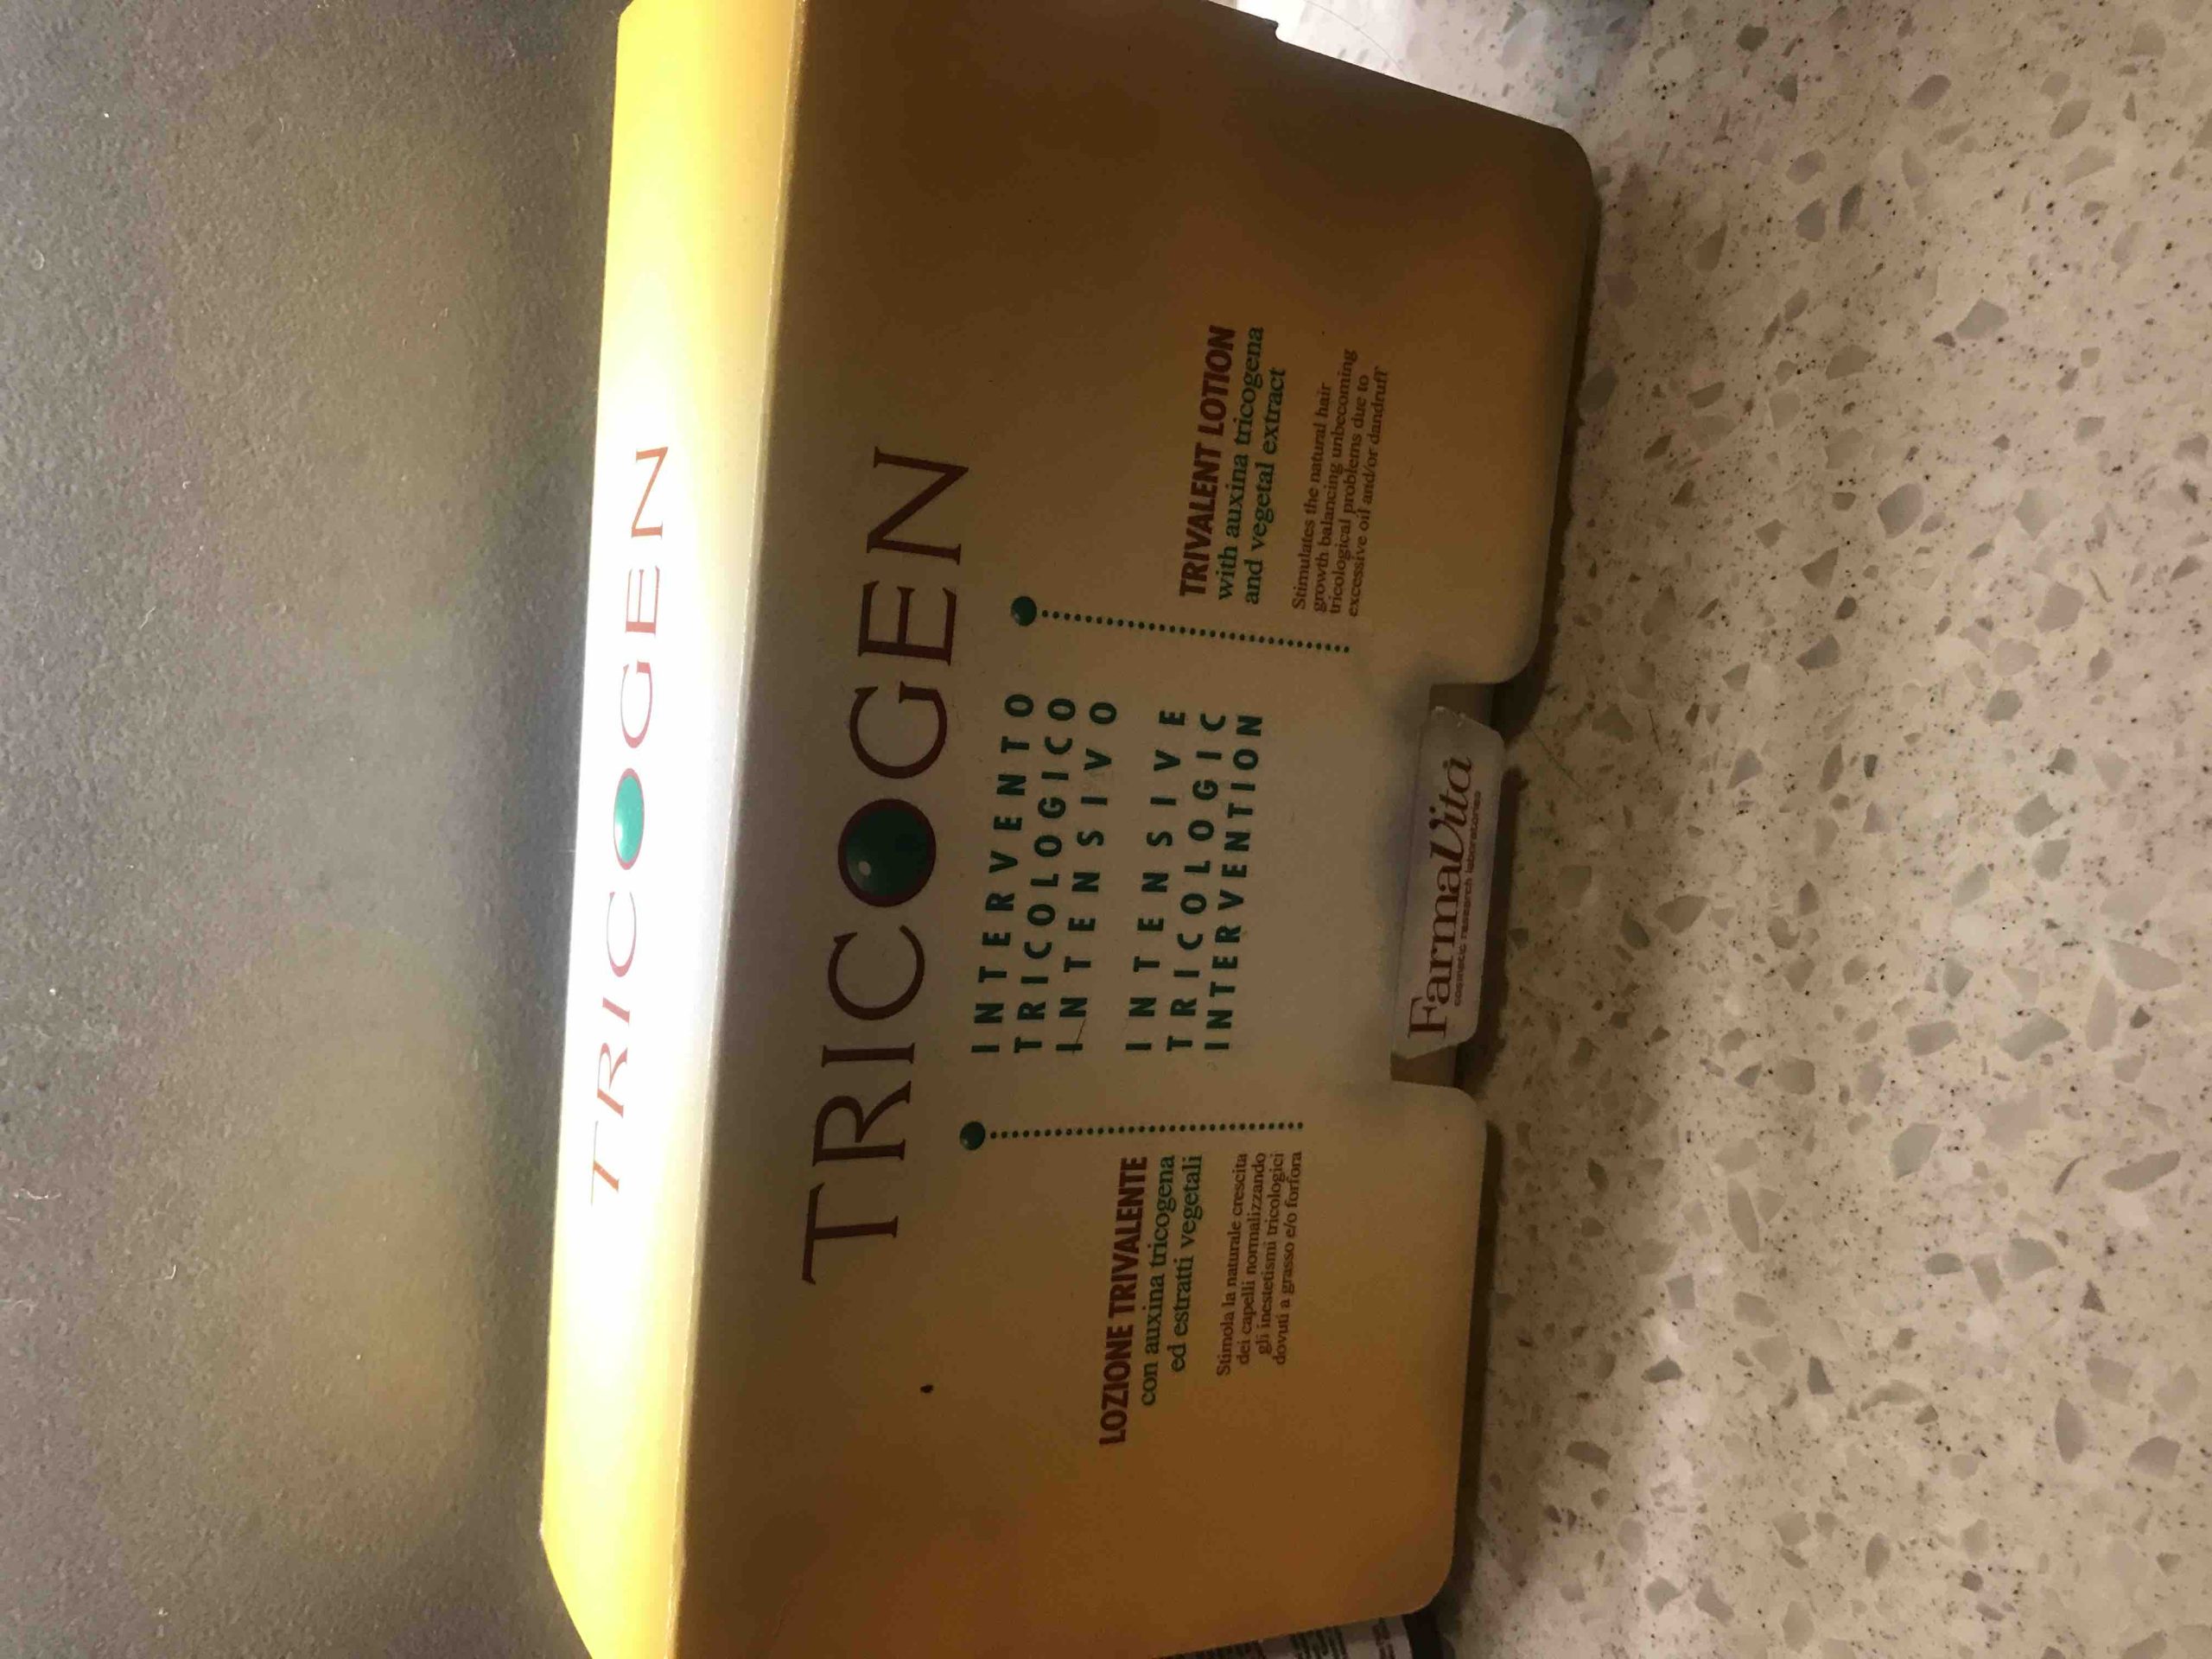 TRICOGEN
TRICOGEN
INTERVENTO
TRICOLOGICO
INTENSIVO
INTENSIVE
TRICOLOGIC
INTERVENTION
LOZIONE TRIVALENTE
con auxina tricogena
ed estratti vegetali
Stimola la naturale crescita
dei capelli normalizzando
gli inestetismi tricologici
dovuti a grasso e/o forfora
TRIVALENT LOTION
with auxina tricogena
and vegetal extract
Stimulates the natural hair
growth balancing unbecoming
tricological problems due to
excessive oil and/or dandruff
FarmaVita
cosmetic research laboratories